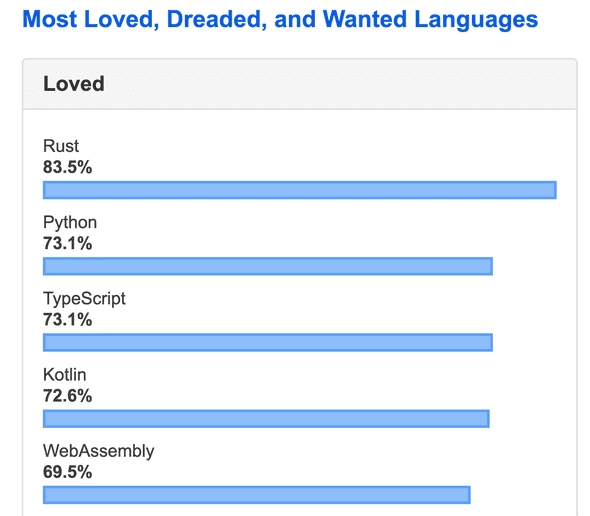 Most Loved, Dreaded, and Wanted Languages
Loved
Rust
83.5%
Python
73.1%
TypeScript
73.1%
Kotlin
72.6%
WebAssembly
69.5%